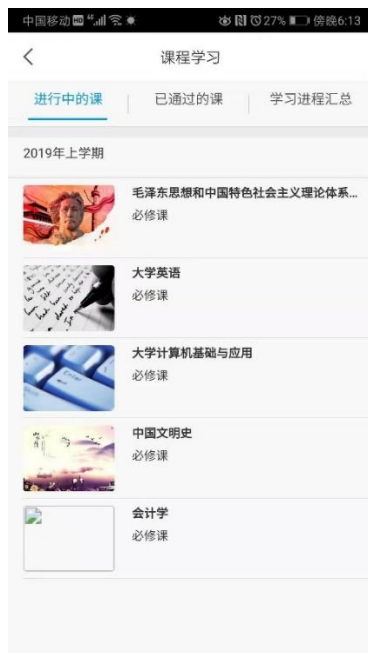 中国移动 HD 4G 27% 傍晚6:13
课程学习
进行中的课 已通过的课 学习进程汇总
2019年上学期
毛泽东思想和中国特色社会主义理论体系...
必修课
大学英语
必修课
Enter
大学计算机基础与应用
必修课
中国文明史
必修课
会计学
必修课